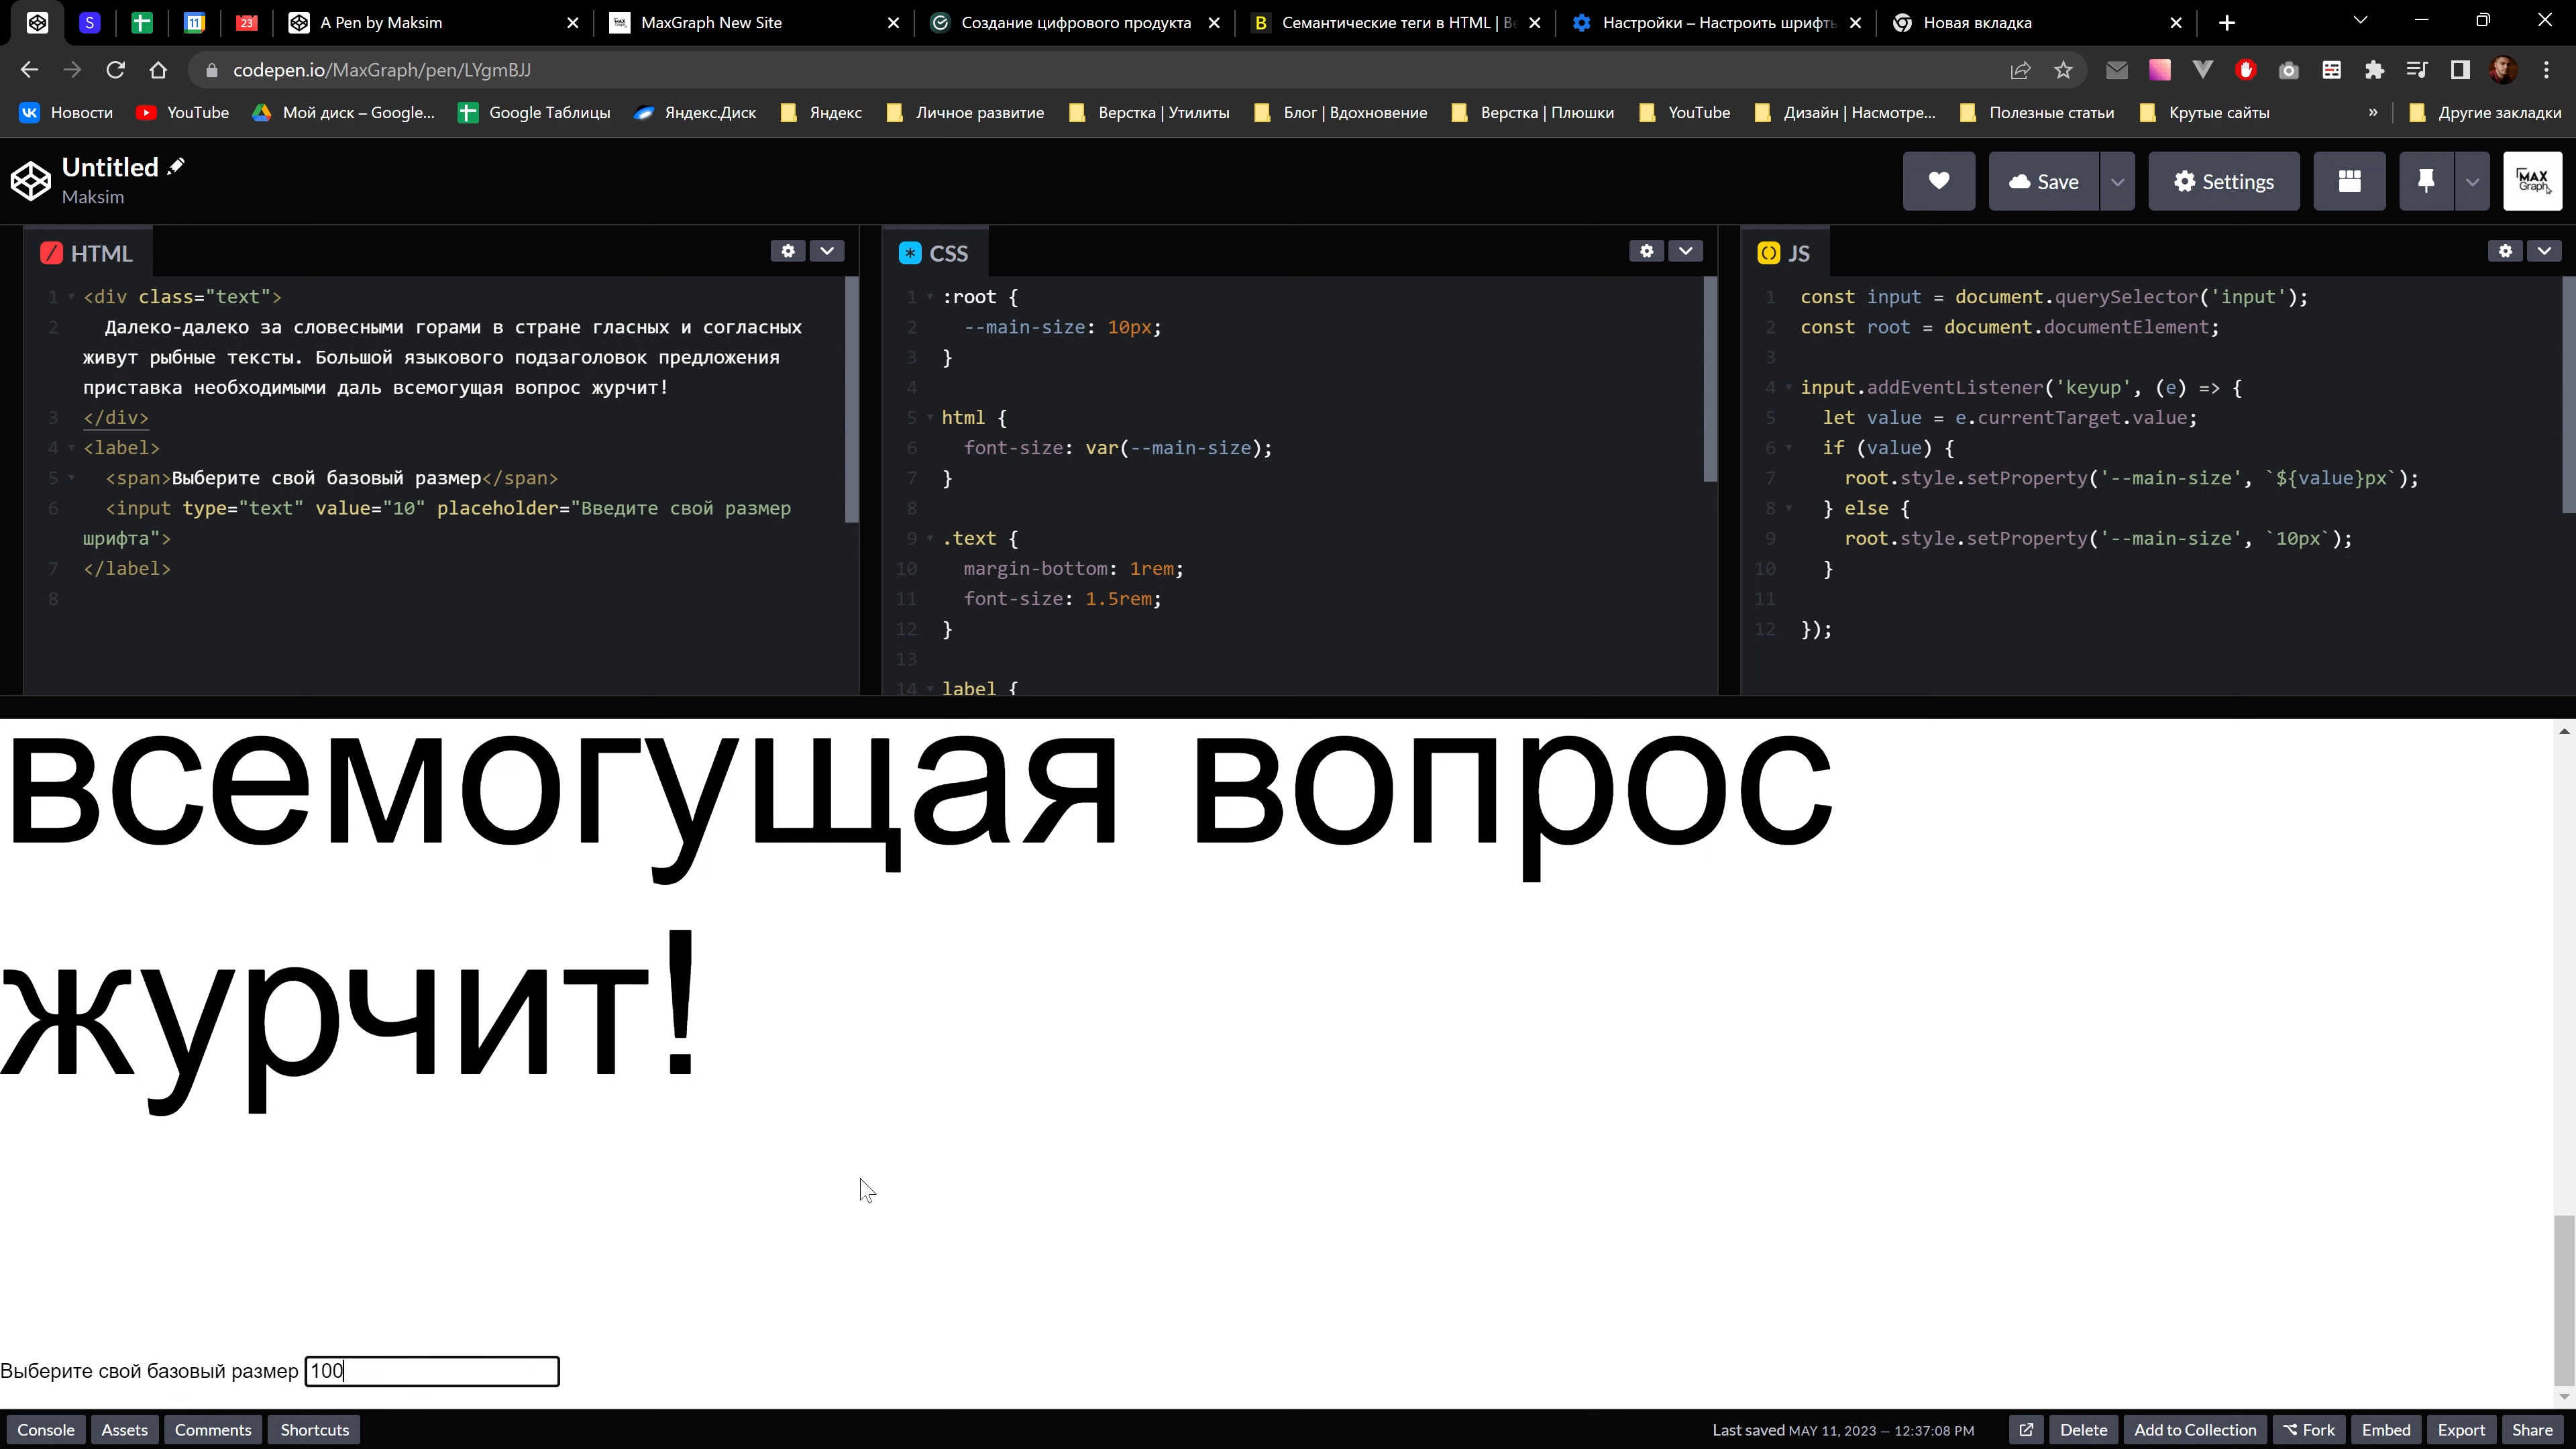 S
11
23
A Pen by Maksim
MaxGraph New Site
Создание цифрового продукта
B
Семантические теги в HTML | Ве
Настройки – Настроить шрифты
Новая вкладка
codepen.io/MaxGraph/pen/LYgmBJJ
Новости
YouTube
Мой диск – Google...
Google Таблицы
Яндекс.Диск
Яндекс
Личное развитие
Верстка | Утилиты
Блог | Вдохновение
Верстка | Плюшки
YouTube
Дизайн | Насмотре...
Полезные статьи
Крутые сайты
»
Другие закладки
Untitled
Maksim
Save
Settings
MAX
Graph
HTML
1 <div class="text">
2 Далеко-далеко за словесными горами в стране гласных и согласных
живут рыбные тексты. Большой языкового подзаголовок предложения
приставка необходимыми даль всемогущая вопрос журчит!
3 </div>
4 <label>
5 <span>Выберите свой базовый размер</span>
6 <input type="text" value="10" placeholder="Введите свой размер
шрифта">
7 </label>
8
CSS
1 :root {
2 --main-size: 10px;
3 }
4
5 html {
6 font-size: var(--main-size);
7 }
8
9 .text {
10 margin-bottom: 1rem;
11 font-size: 1.5rem;
12 }
13
14 label {
JS
1 const input = document.querySelector('input');
2 const root = document.documentElement;
3
4 input.addEventListener('keyup', (e) => {
5 let value = e.currentTarget.value;
6 if (value) {
7 root.style.setProperty('--main-size', `${value}px`);
8 } else {
9 root.style.setProperty('--main-size', `10px`);
10 }
11
12 });
всемогущая вопрос
журчит!
Выберите свой базовый размер 100
Console
Assets
Comments
Shortcuts
Last saved MAY 11, 2023 — 12:37:08 PM
Delete
Add to Collection
Fork
Embed
Export
Share